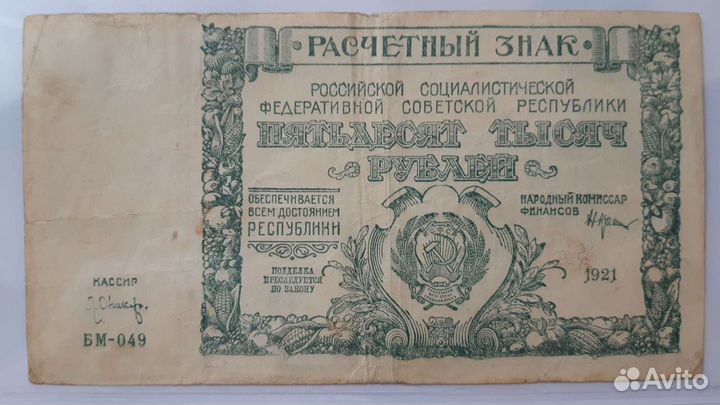 РАСЧЕТНЫЙ ЗНАК
РОССИЙСКОЙ СОЦИАЛИСТИЧЕСКОЙ
ФЕДЕРАТИВНОЙ СОВЕТСКОЙ РЕСПУБЛИКИ
ПЯТЬДЕСЯТ ТЫСЯЧ
РУБЛЕЙ
ОБЕСПЕЧИВАЕТСЯ
ВСЕМ ДОСТОЯНИЕМ
РЕСПУБЛИКИ
НАРОДНЫЙ КОМИССАР
ФИНАНСОВ
ПОДДЕЛКА
ПРЕСЛЕДУЕТСЯ
ПО ЗАКОНУ
1921
КАССИР
БМ-049
Avito